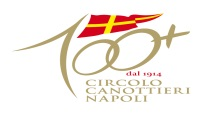 100+
dal 1914
CIRCOLO
CANOTTIERI
NAPOLI